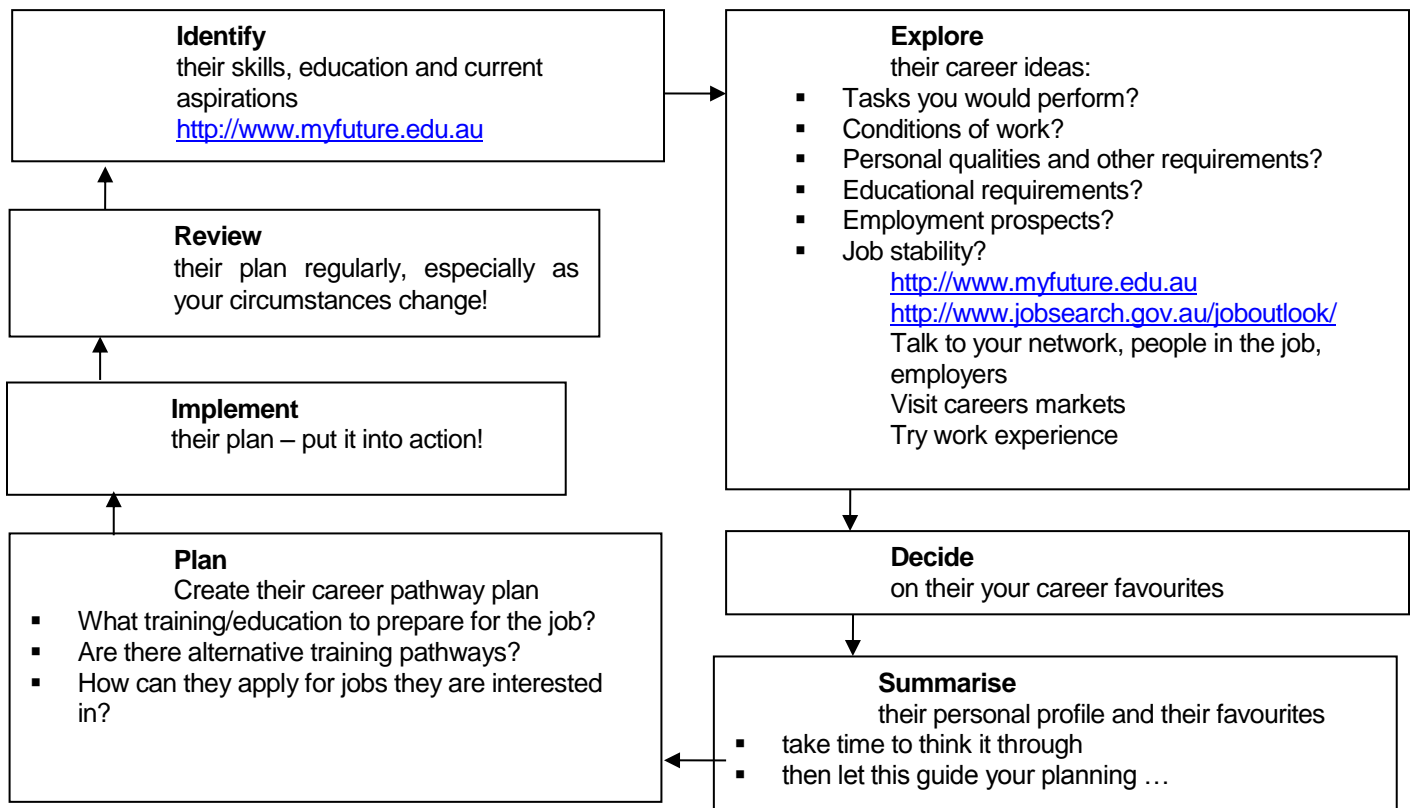 Identify
their skills, education and current
aspirations
http://www.myfuture.edu.au
Explore
their career ideas:
▪ Tasks you would perform?
▪ Conditions of work?
▪ Personal qualities and other requirements?
▪ Educational requirements?
▪ Employment prospects?
▪ Job stability?
http://www.myfuture.edu.au
http://www.jobsearch.gov.au/joboutlook/
Talk to your network, people in the job,
employers
Visit careers markets
Try work experience
Decide
on their your career favourites
Summarise
their personal profile and their favourites
▪ take time to think it through
▪ then let this guide your planning …
Plan
Create their career pathway plan
▪ What training/education to prepare for the job?
▪ Are there alternative training pathways?
▪ How can they apply for jobs they are interested
in?
Implement
their plan – put it into action!
Review
their plan regularly, especially as
your circumstances change!